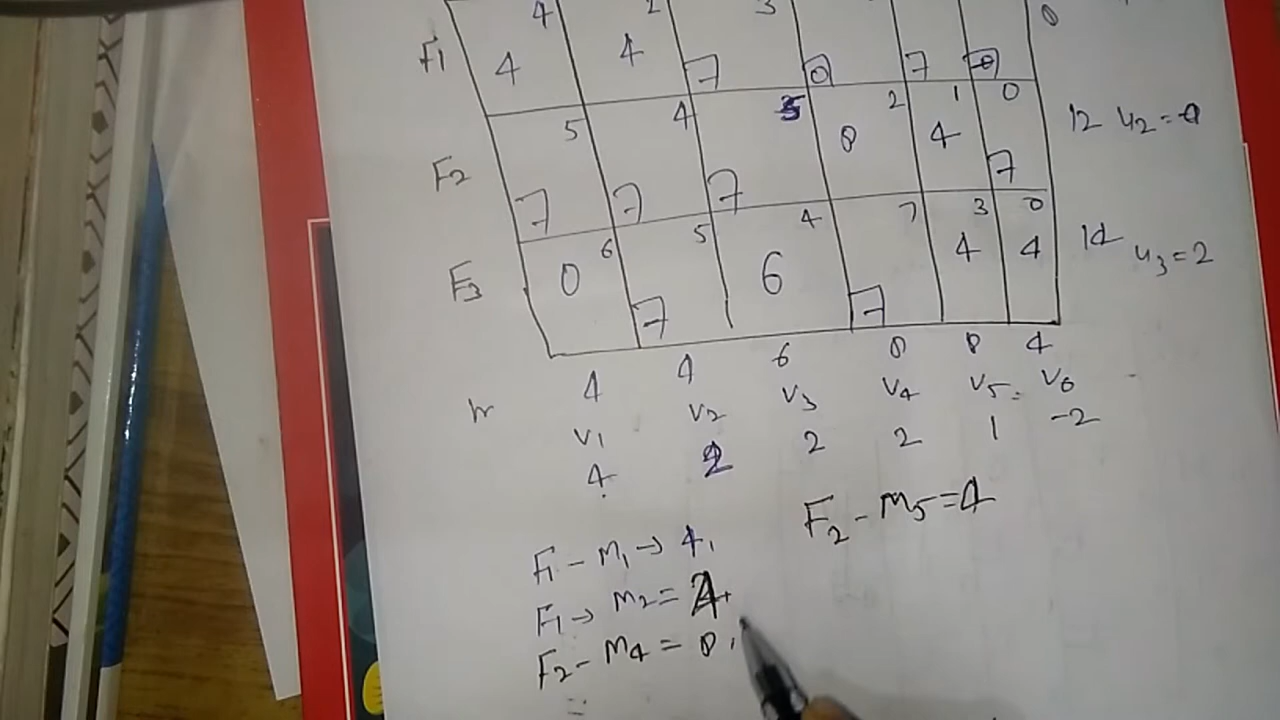 4 2 3 0
F1 4 4 7 0 7 0
5 4 5 2 1 0
F2 7 7 7 8 4 7 12 u2=0
6 5 4 7 3 0
F3 0 7 6 7 4 4 14 u3=2
4 4 6 8 8 4
v1 v2 v3 v4 v5 v6
4 2 2 2 1 -2
F1 - M1 → 4, F2 - M5 = 4
F1 → M2 = 4
F2 - M4 = 8,
=